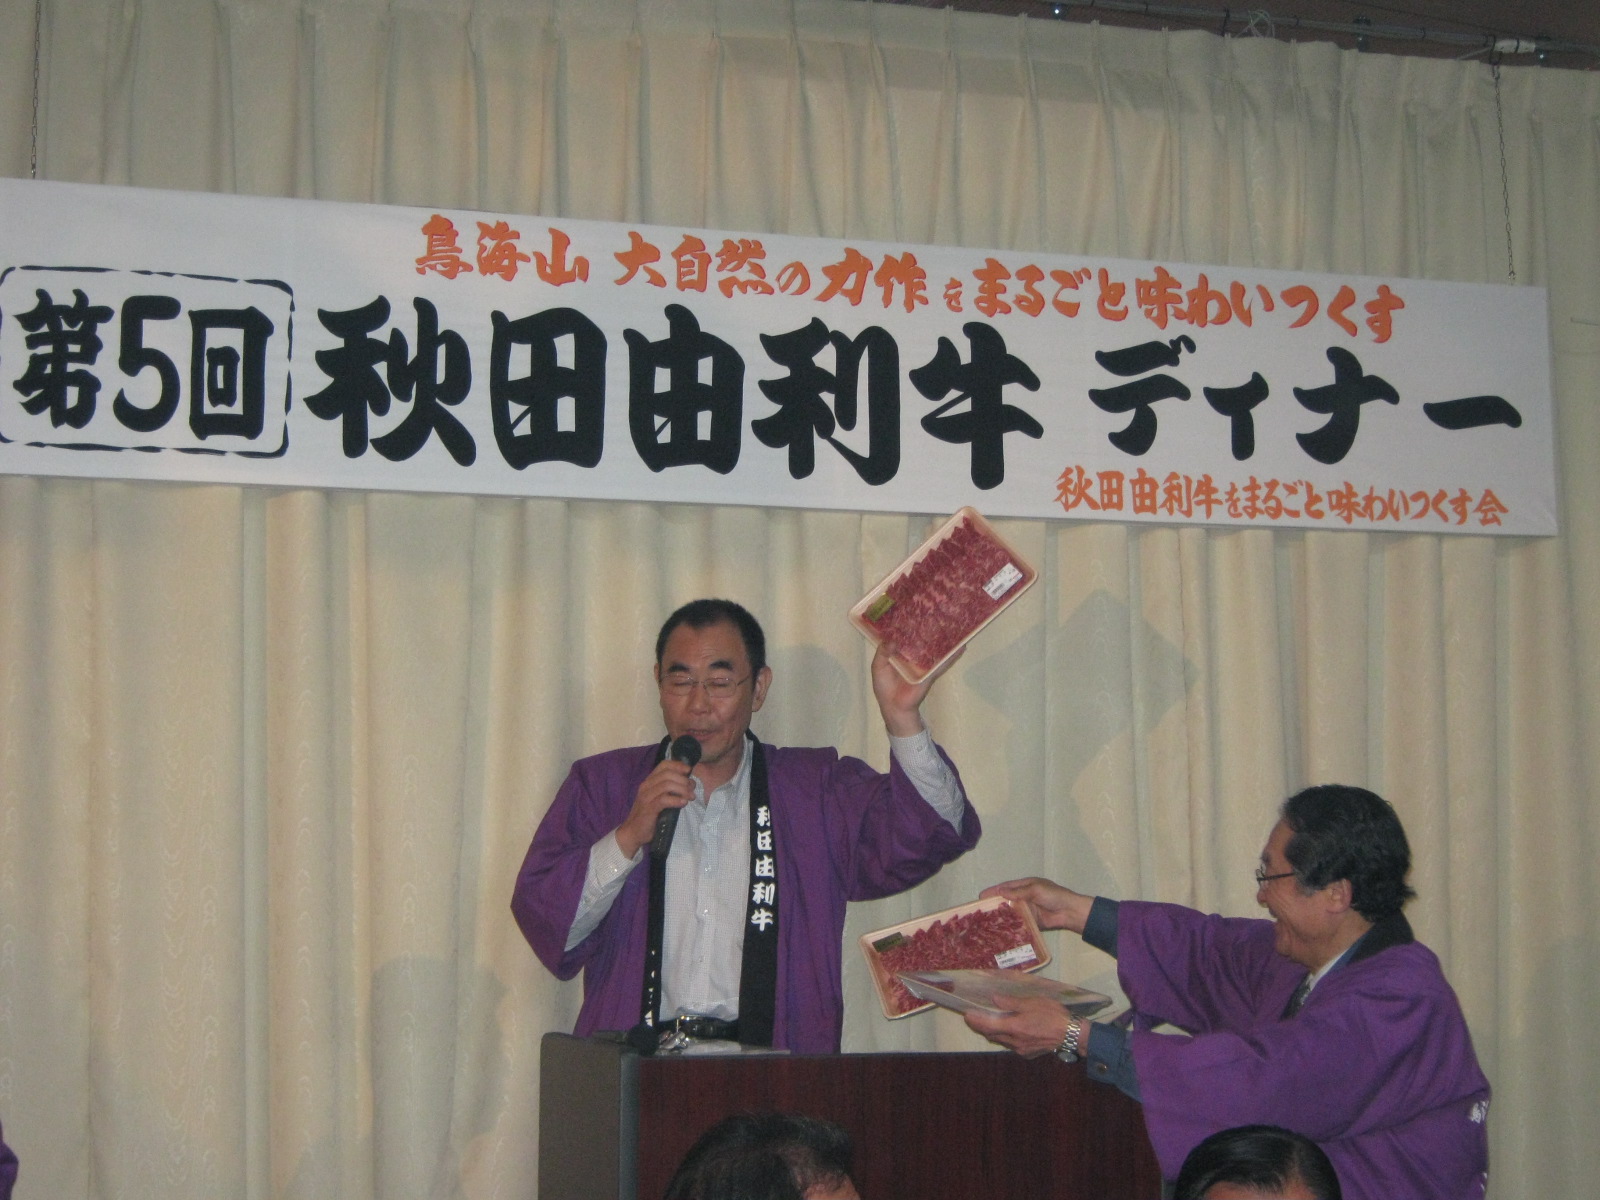 鳥海山 大自然の力作をまるごと味わいつくす
第5回 秋田由利牛 ディナー
秋田由利牛をまるごと味わいつくす会
秋田由利牛